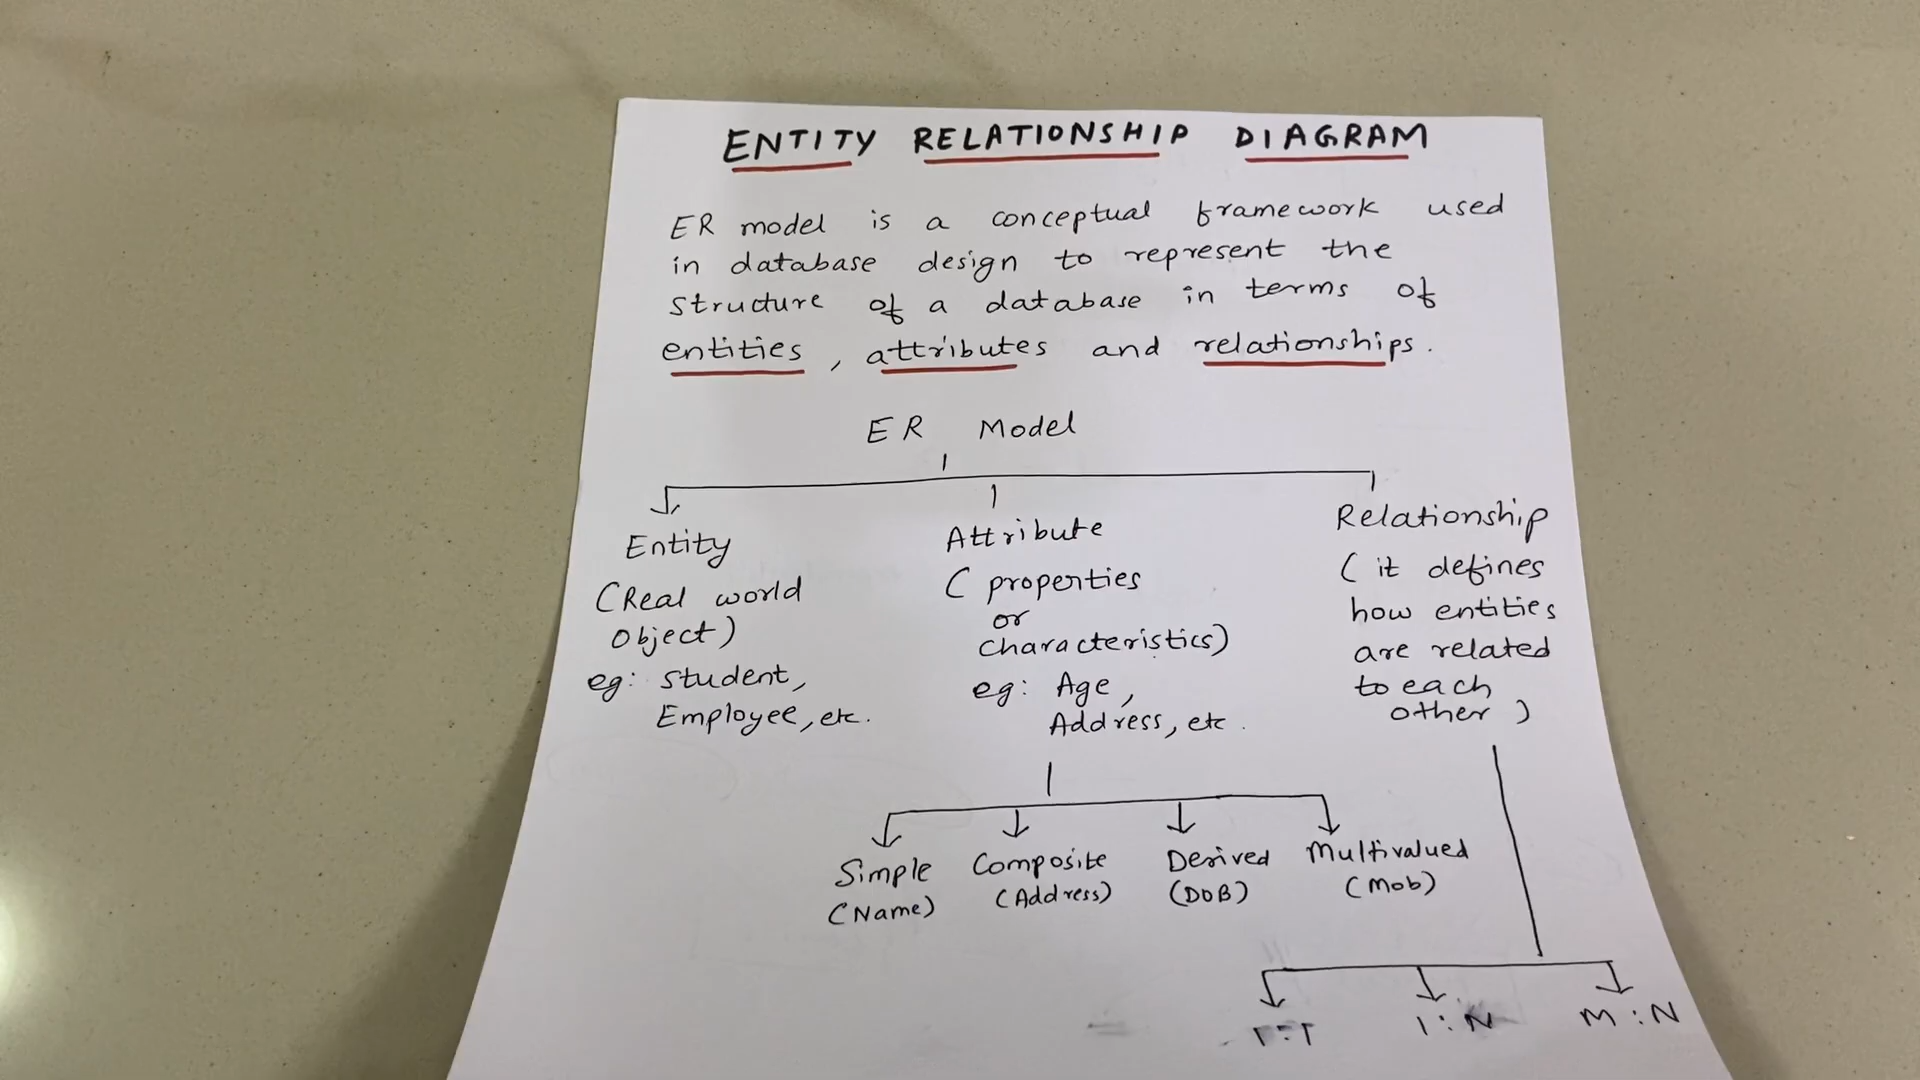 ENTITY RELATIONSHIP DIAGRAM
ER model is a conceptual framework used
in database design to represent the
structure of a database in terms of
entities, attributes and relationships.
ER Model
Entity
(Real world
object)
eg: Student,
Employee, etc.
Attribute
(properties
or
characteristics)
eg: Age,
Address, etc.
Relationship
(it defines
how entities
are related
to each
other)
Simple
(Name)
Composite
(Address)
Derived
(DOB)
Multivalued
(Mob)
1:1
1:N
M:N